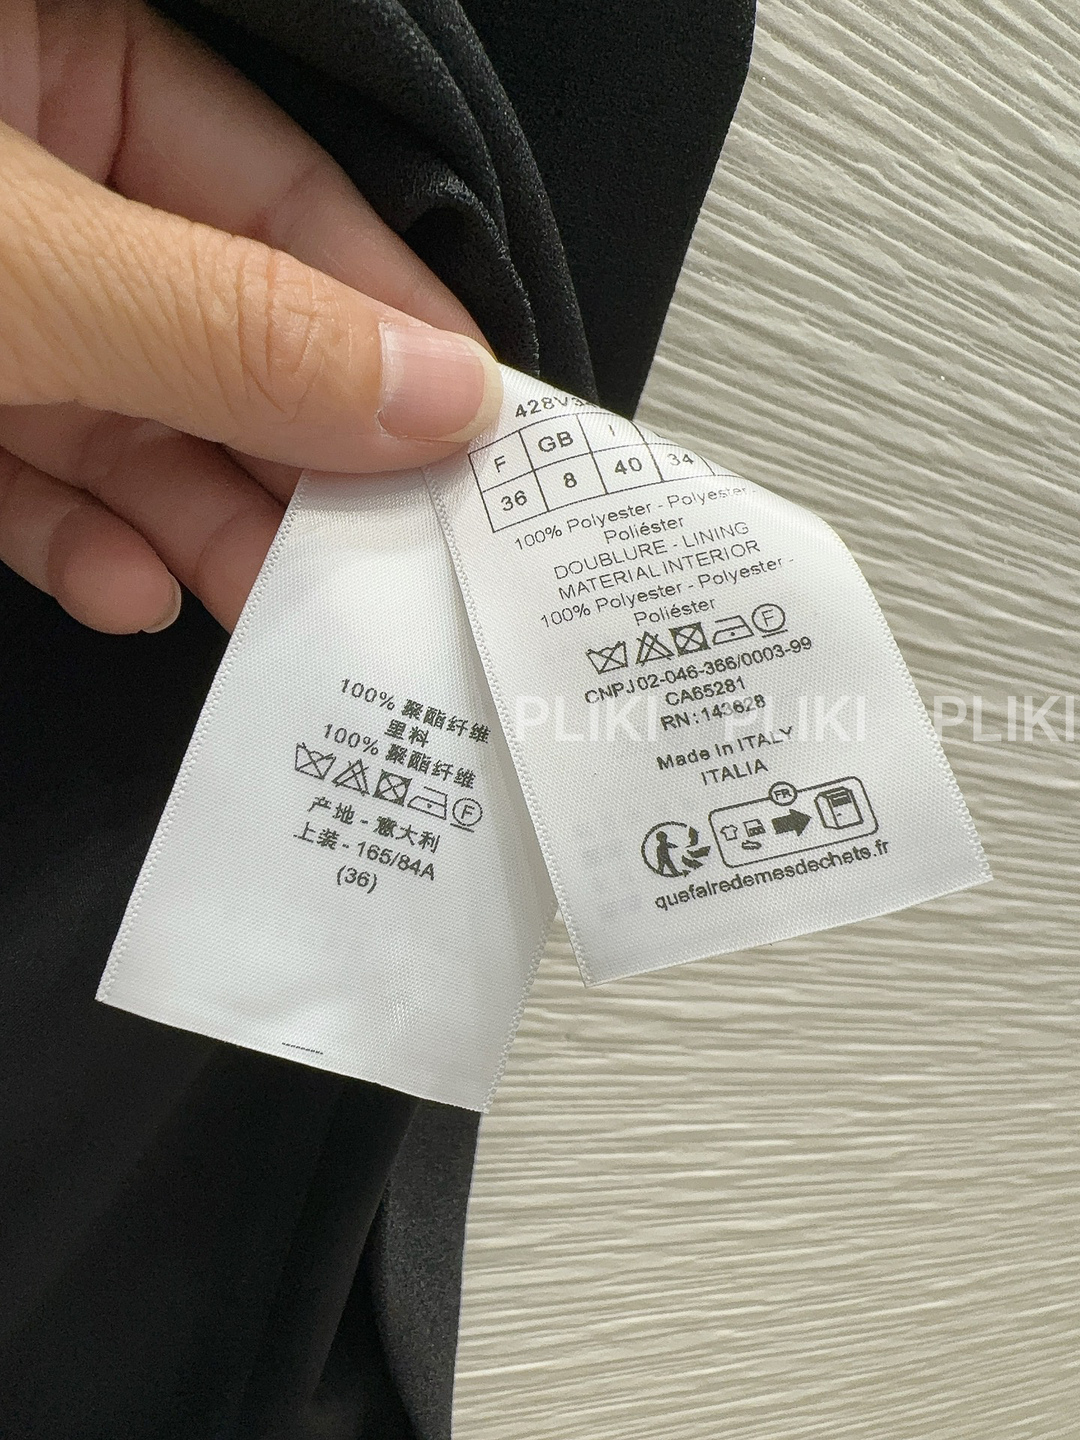 428V3
F GB I
36 8 40 34
100% Polyester - Polyester -
Poliéster
DOUBLURE - LINING
MATERIAL INTERIOR
100% Polyester - Polyester -
Poliéster
F
CNPJ 02-046-366/0003-99
CA65281
RN: 143628
Made in ITALY
ITALIA
FR
quefairedemesdechets.fr
100% 聚酯纤维
里料
100% 聚酯纤维
F
产地 - 意大利
上装 - 165/84A
(36)
PLIKI PLIKI PLIKI